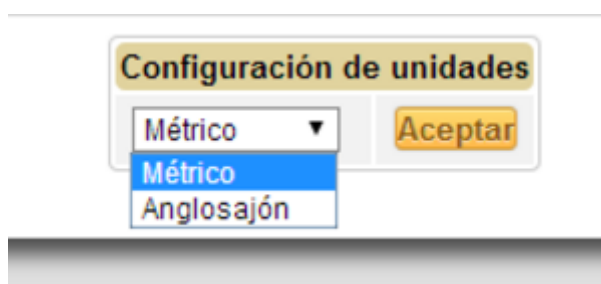 Configuración de unidades
Métrico Aceptar
Métrico
Anglosajón